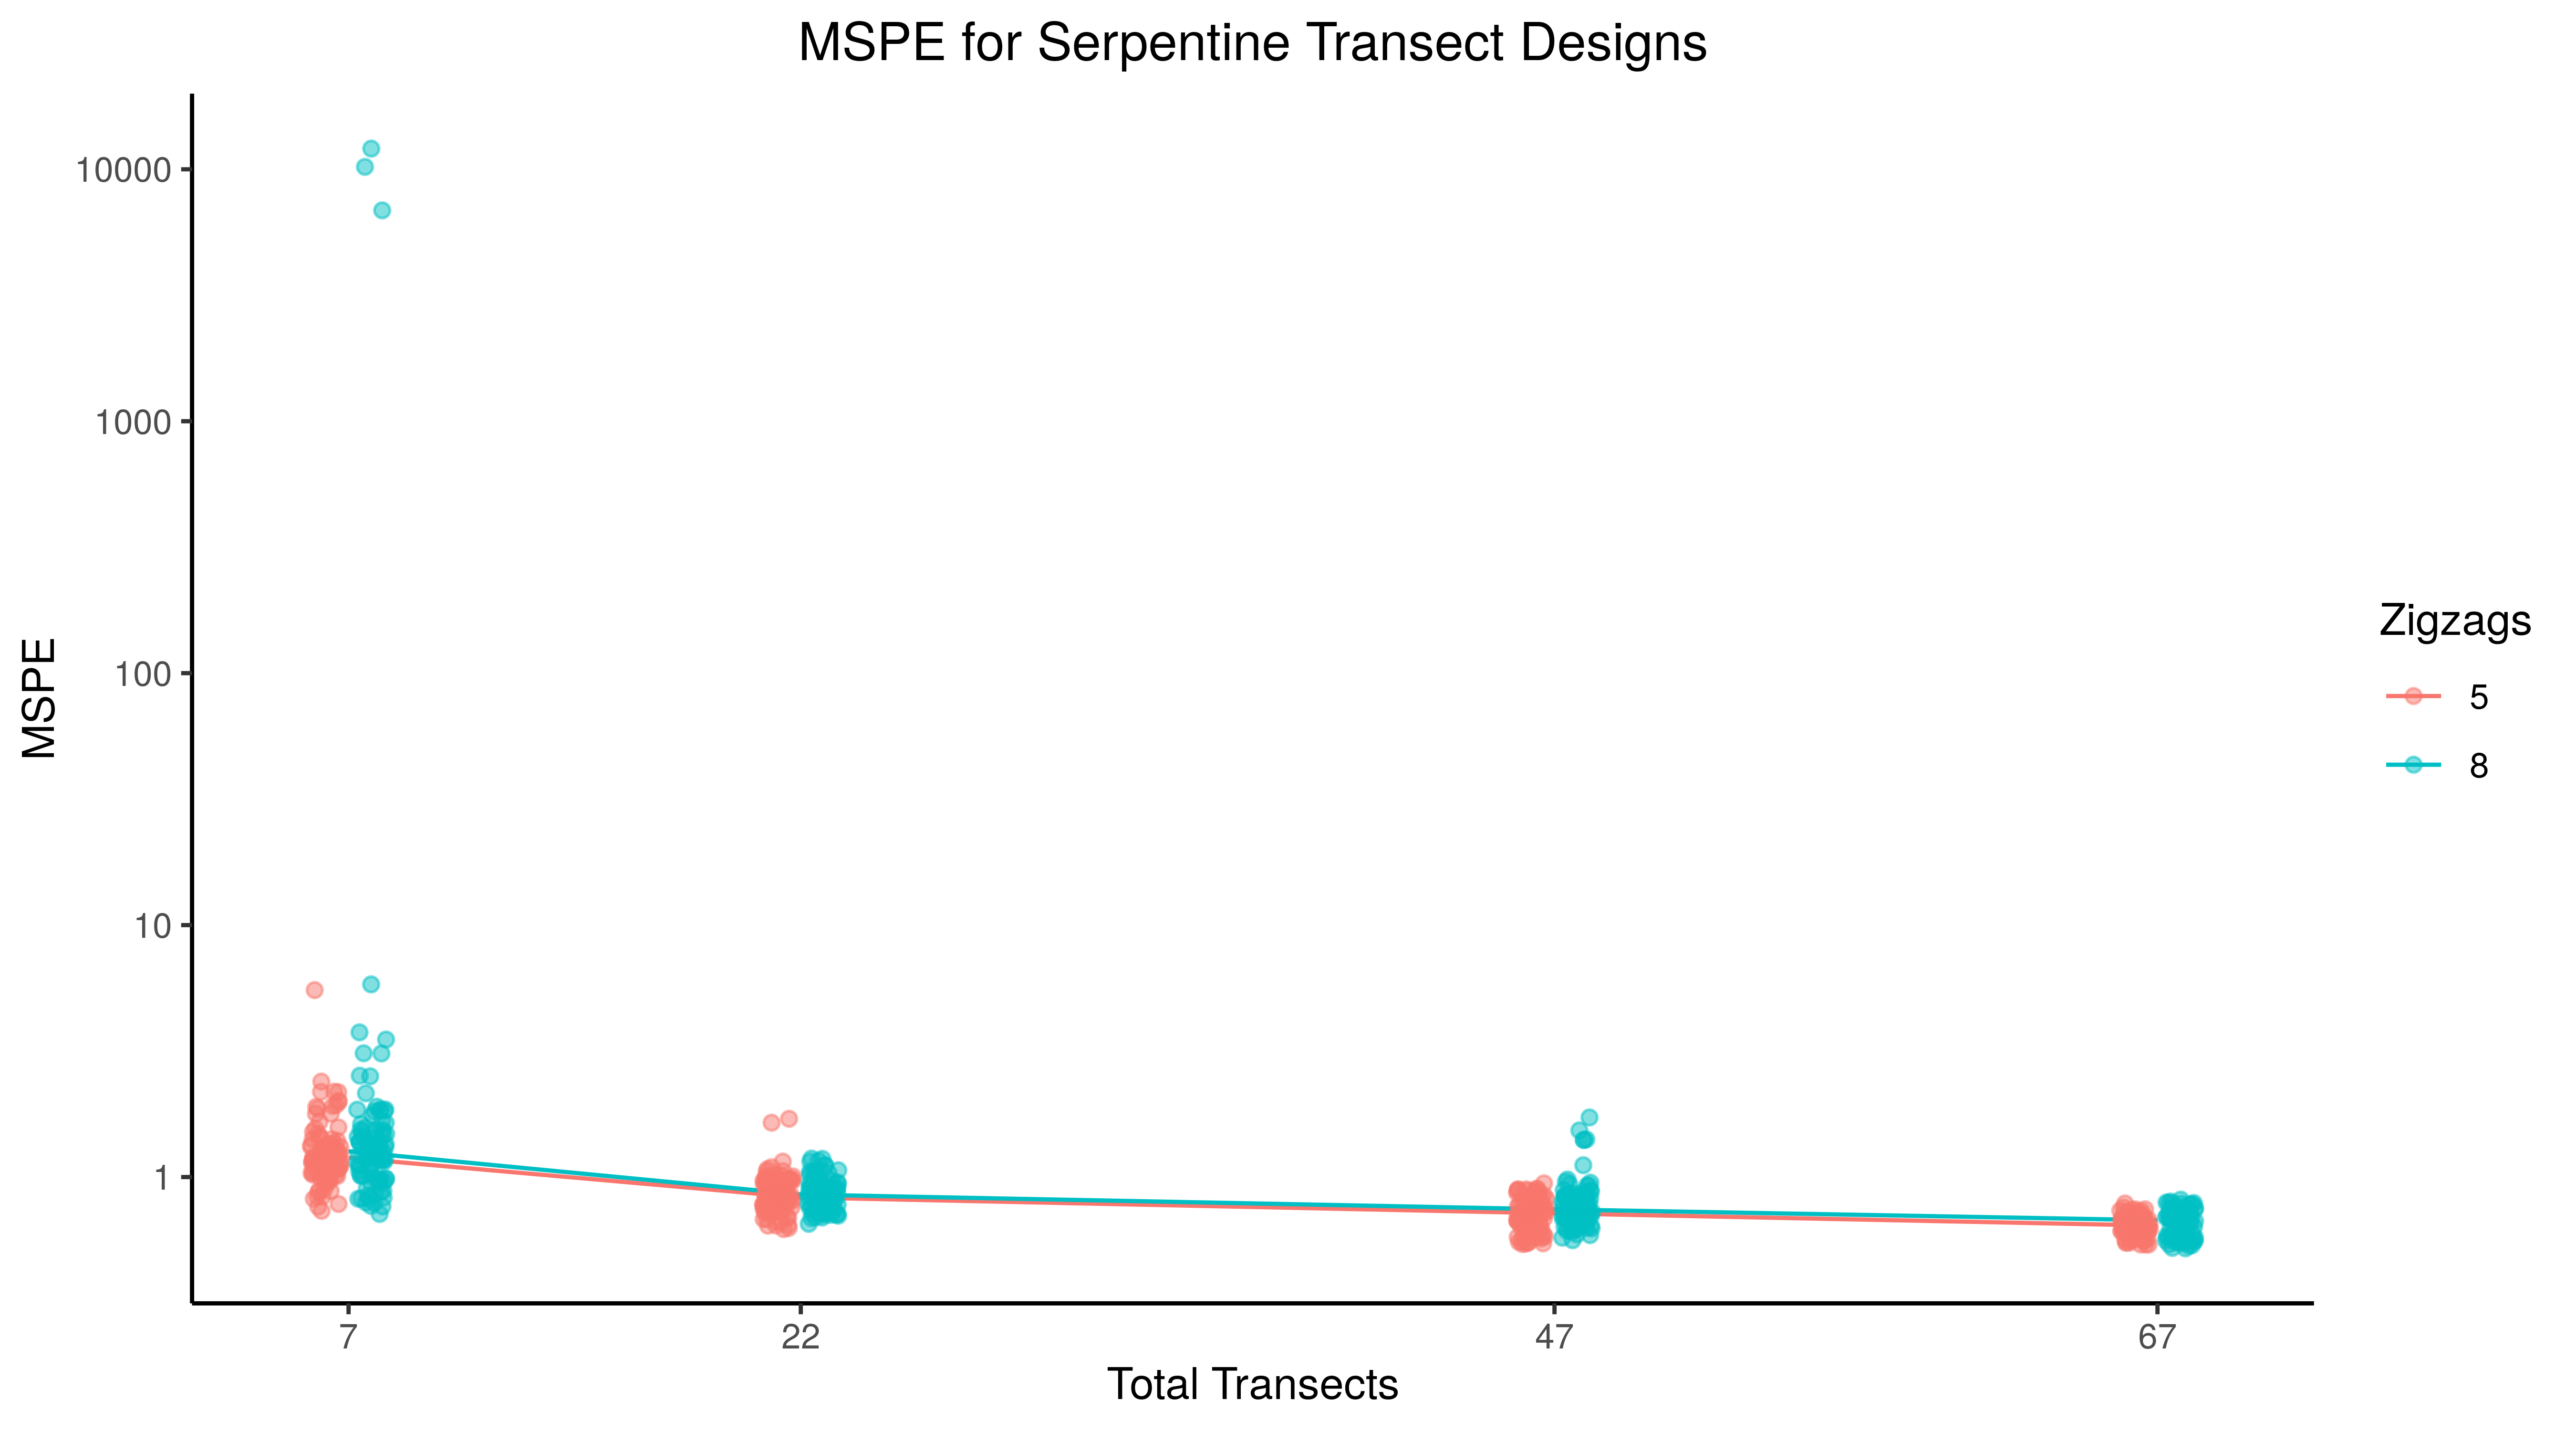 MSPE for Serpentine Transect Designs
MSPE
10000
1000
100
10
1
7 22 47 67
Total Transects
Zigzags
5
8